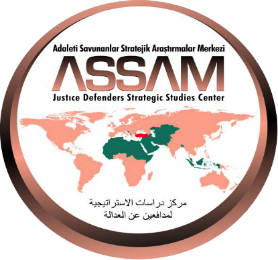 Adaleti Savunanlar Stratejik Araştırmalar Merkezi
ASSAM
Justice Defenders Strategic Studies Center
مركز دراسات الاستراتيجية
لمدافعين عن العدالة